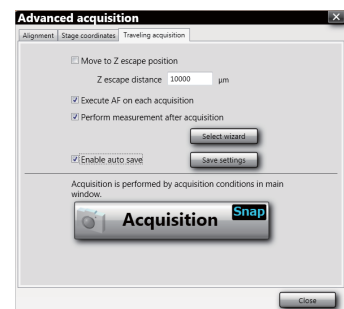 Advanced acquisition
Alignment Stage coordinates Traveling acquisition
Move to Z escape position
Z escape distance 10000 μm
Execute AF on each acquisition
Perform measurement after acquisition
Select wizard
Enable auto save Save settings
Acquisition is performed by acquisition conditions in main
window.
Acquisition Snap
Close